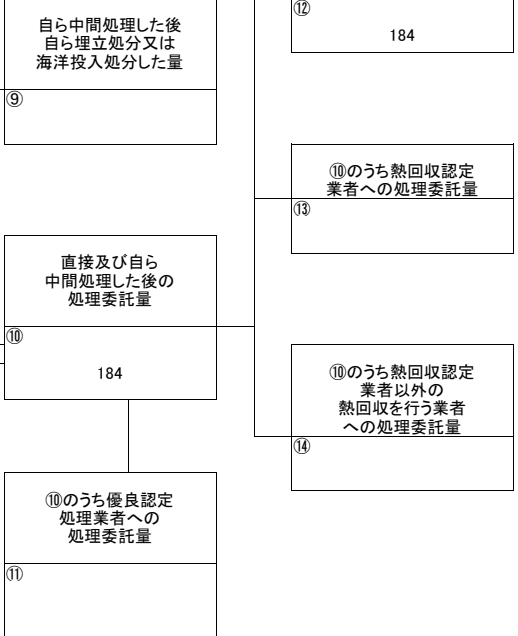 自ら中間処理した後
自ら埋立処分又は
海洋投入処分した量
⑨
直接及び自ら
中間処理した後の
処理委託量
⑩
184
⑩のうち優良認定
処理業者への
処理委託量
⑪
⑫
184
⑩のうち熱回収認定
業者への処理委託量
⑬
⑩のうち熱回収認定
業者以外の
熱回収を行う業者
への処理委託量
⑭